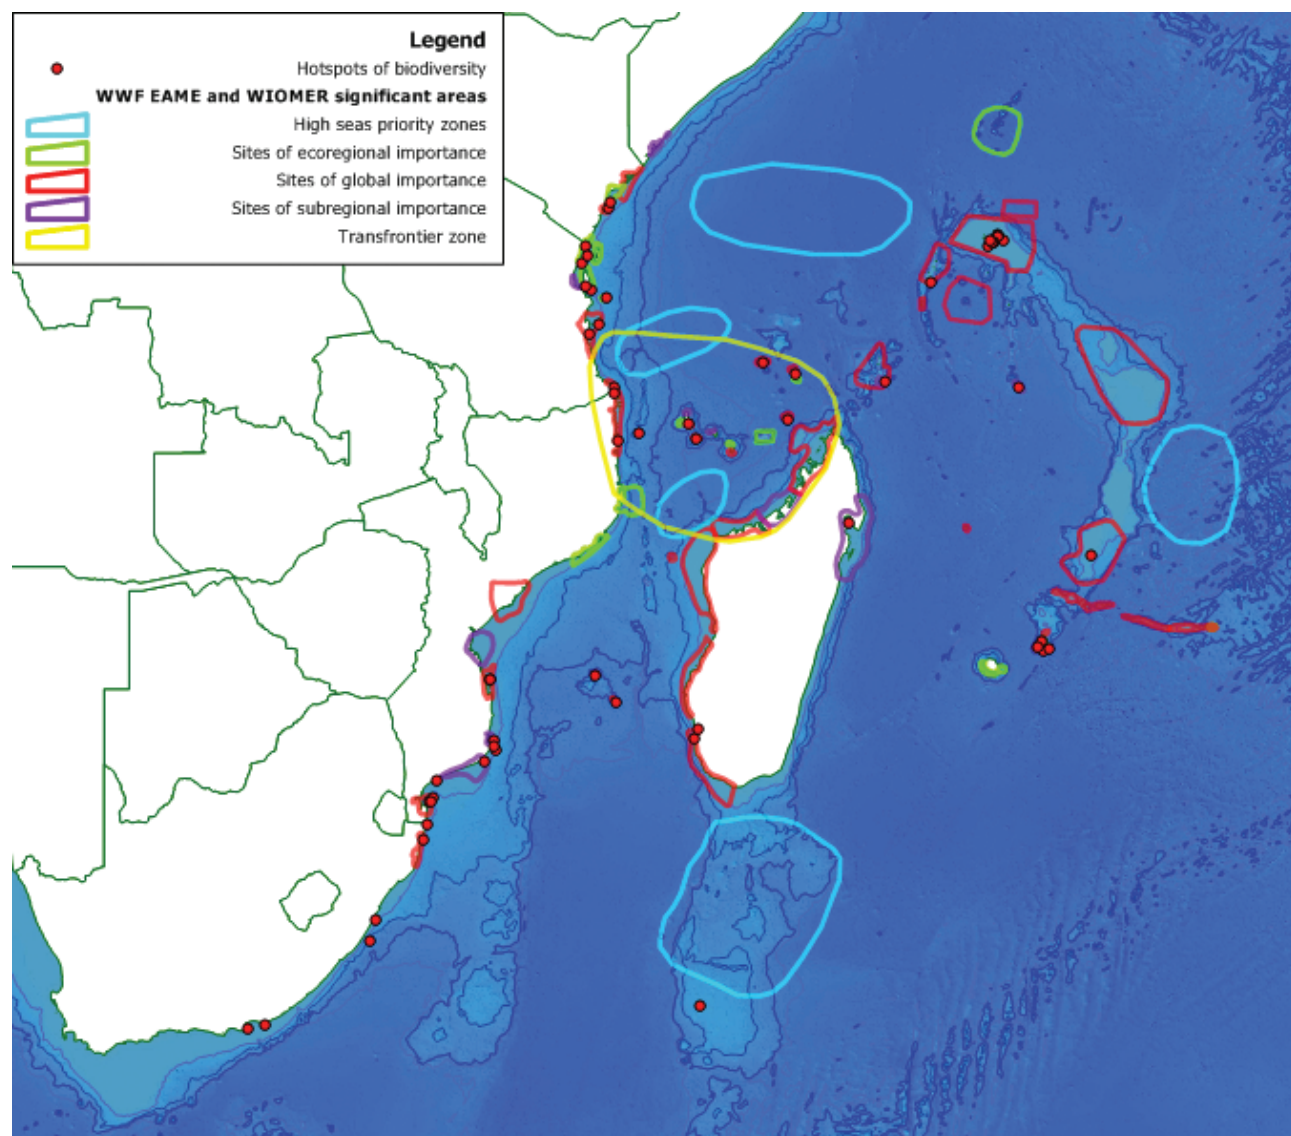 Legend
Hotspots of biodiversity
WWF EAME and WIOMER significant areas
High seas priority zones
Sites of ecoregional importance
Sites of global importance
Sites of subregional importance
Transfrontier zone